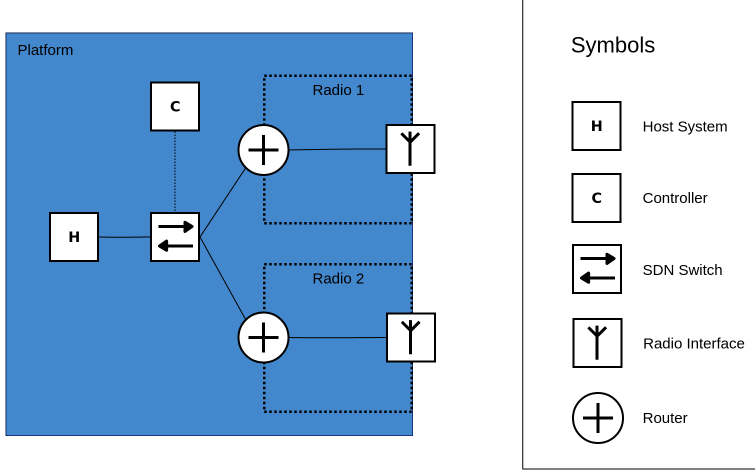 Platform
C
Radio 1
H
Radio 2
Symbols
H
Host System
C
Controller
SDN Switch
Radio Interface
Router